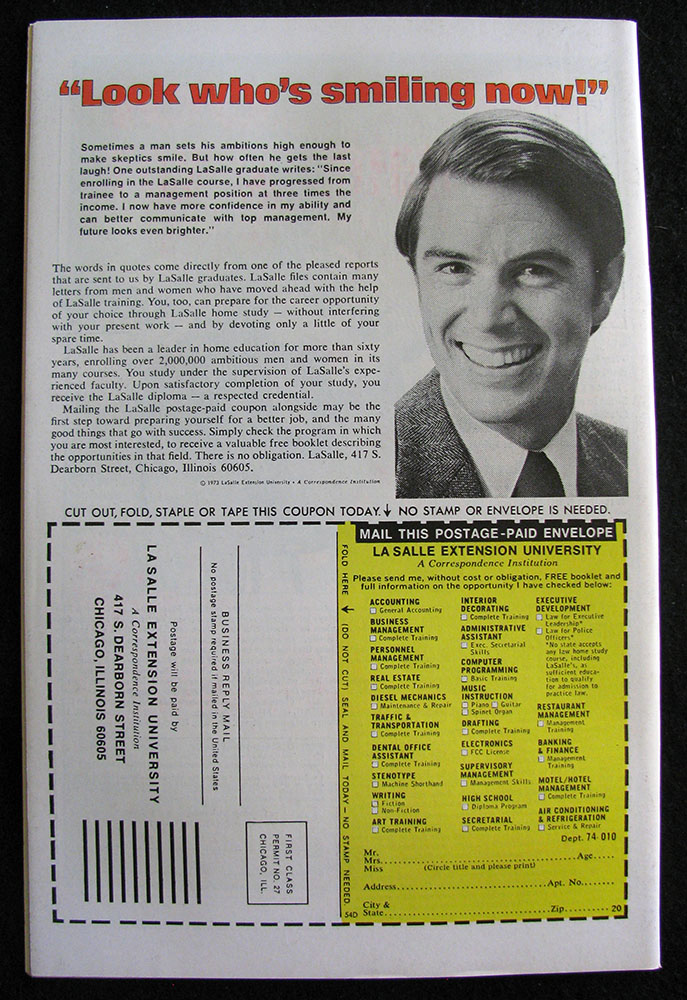 “Look who’s smiling now!”
Sometimes a man sets his ambitions high enough to
make skeptics smile. But how often he gets the last
laugh! One outstanding LaSalle graduate writes: “Since
enrolling in the LaSalle course, I have progressed from
trainee to a management position at three times the
income. I now have more confidence in my ability and
can better communicate with top management. My
future looks even brighter.”
The words in quotes come directly from one of the pleased reports
that are sent to us by LaSalle graduates. LaSalle files contain many
letters from men and women who have moved ahead with the help
of LaSalle training. You, too, can prepare for the career opportunity
of your choice through LaSalle home study — without interfering
with your present work — and by devoting only a little of your
spare time.
LaSalle has been a leader in home education for more than sixty
years, enrolling over 2,000,000 ambitious men and women in its
many courses. You study under the supervision of LaSalle's expe-
rienced faculty. Upon satisfactory completion of your study, you
receive the LaSalle diploma — a respected credential.
Mailing the LaSalle postage-paid coupon alongside may be the
first step toward preparing yourself for a better job, and the many
good things that go with success. Simply check the program in which
you are most interested, to receive a valuable free booklet describing
the opportunities in that field. There is no obligation. LaSalle, 417 S.
Dearborn Street, Chicago, Illinois 60605.
© 1973 LaSalle Extension University • A Correspondence Institution
CUT OUT, FOLD, STAPLE OR TAPE THIS COUPON TODAY. ↓ NO STAMP OR ENVELOPE IS NEEDED.
BUSINESS REPLY MAIL
No postage stamp required if mailed in the United States
Postage will be paid by
LA SALLE EXTENSION UNIVERSITY
A Correspondence Institution
417 S. DEARBORN STREET
CHICAGO, ILLINOIS 60605
FIRST CLASS
PERMIT NO. 27
CHICAGO, ILL.
FOLD HERE ↓ (DO NOT CUT) SEAL AND MAIL TODAY — NO STAMP NEEDED.
54D
MAIL THIS POSTAGE-PAID ENVELOPE
LA SALLE EXTENSION UNIVERSITY
A Correspondence Institution
Please send me, without cost or obligation, FREE booklet and
full information on the opportunity I have checked below:
ACCOUNTING
General Accounting
BUSINESS
MANAGEMENT
Complete Training
PERSONNEL
MANAGEMENT
Complete Training
REAL ESTATE
Complete Training
DIESEL MECHANICS
Maintenance & Repair
TRAFFIC &
TRANSPORTATION
Complete Training
DENTAL OFFICE
ASSISTANT
Complete Training
STENOTYPE
Machine Shorthand
WRITING
Fiction
Non-Fiction
ART TRAINING
Complete Training
INTERIOR
DECORATING
Complete Training
ADMINISTRATIVE
ASSISTANT
Exec. Secretarial
Skills
COMPUTER
PROGRAMMING
Basic Training
MUSIC
INSTRUCTION
Piano Guitar
Spinet Organ
DRAFTING
Complete Training
ELECTRONICS
FCC License
SUPERVISORY
MANAGEMENT
Management Skills
HIGH SCHOOL
Diploma Program
SECRETARIAL
Complete Training
EXECUTIVE
DEVELOPMENT
Law for Executive
Leadership*
Law for Police
Officers*
*No state accepts
any law home study
course, including
LaSalle's, as
sufficient educa-
tion to qualify
for admission to
practice law.
RESTAURANT
MANAGEMENT
Management
Training
BANKING
& FINANCE
Management
Training
MOTEL/HOTEL
MANAGEMENT
Complete Training
AIR CONDITIONING
& REFRIGERATION
Service & Repair
Dept. 74-010
Mr.
Mrs. Age
Miss (Circle title and please print)
Address Apt. No.
City &
State Zip 20